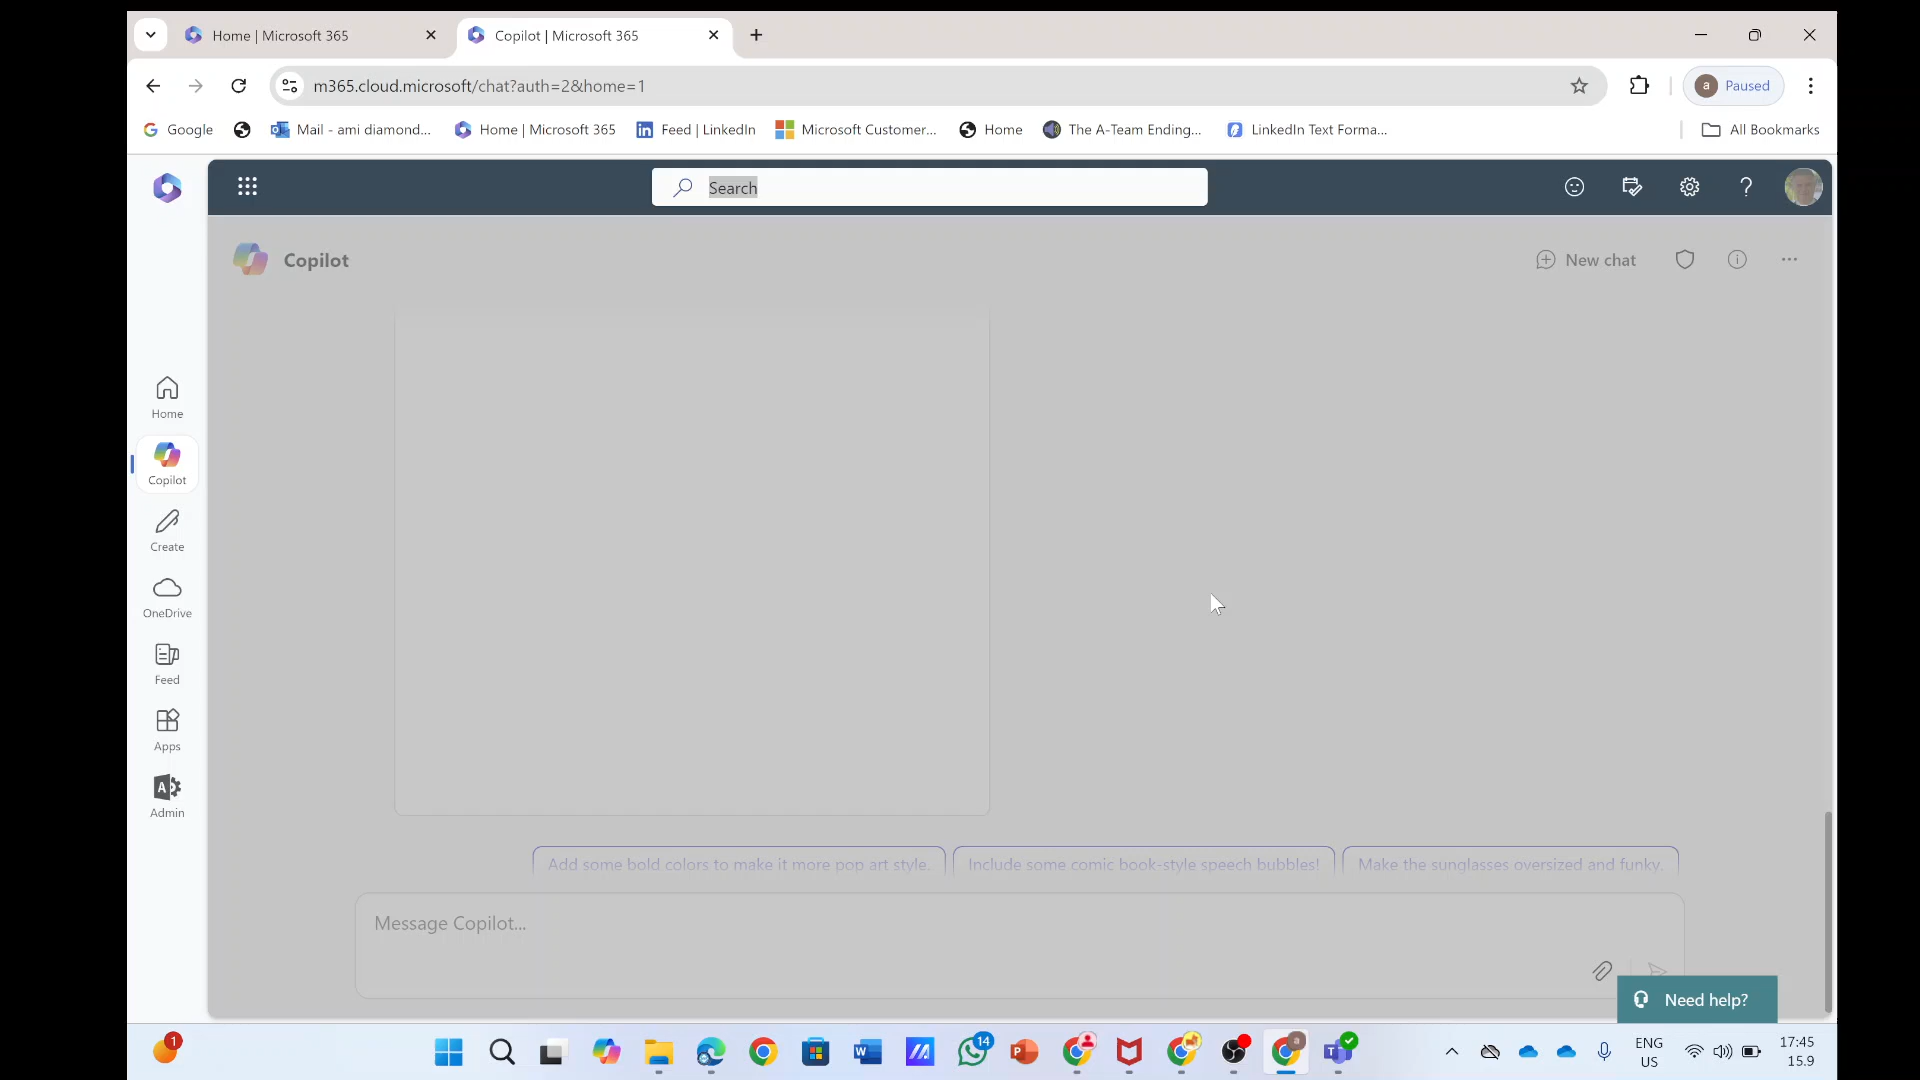 Home | Microsoft 365
Copilot | Microsoft 365
m365.cloud.microsoft/chat?auth=2&home=1
a Paused
Google
Mail - ami diamond...
Home | Microsoft 365
Feed | LinkedIn
Microsoft Customer...
Home
The A-Team Ending...
LinkedIn Text Forma...
All Bookmarks
Search
Copilot
New chat
Home
Copilot
Create
OneDrive
Feed
Apps
Admin
Add some bold colors to make it more pop art style.
Include some comic book-style speech bubbles!
Make the sunglasses oversized and funky.
Message Copilot...
Need help?
1
14
ENG
US
17:45
15.9